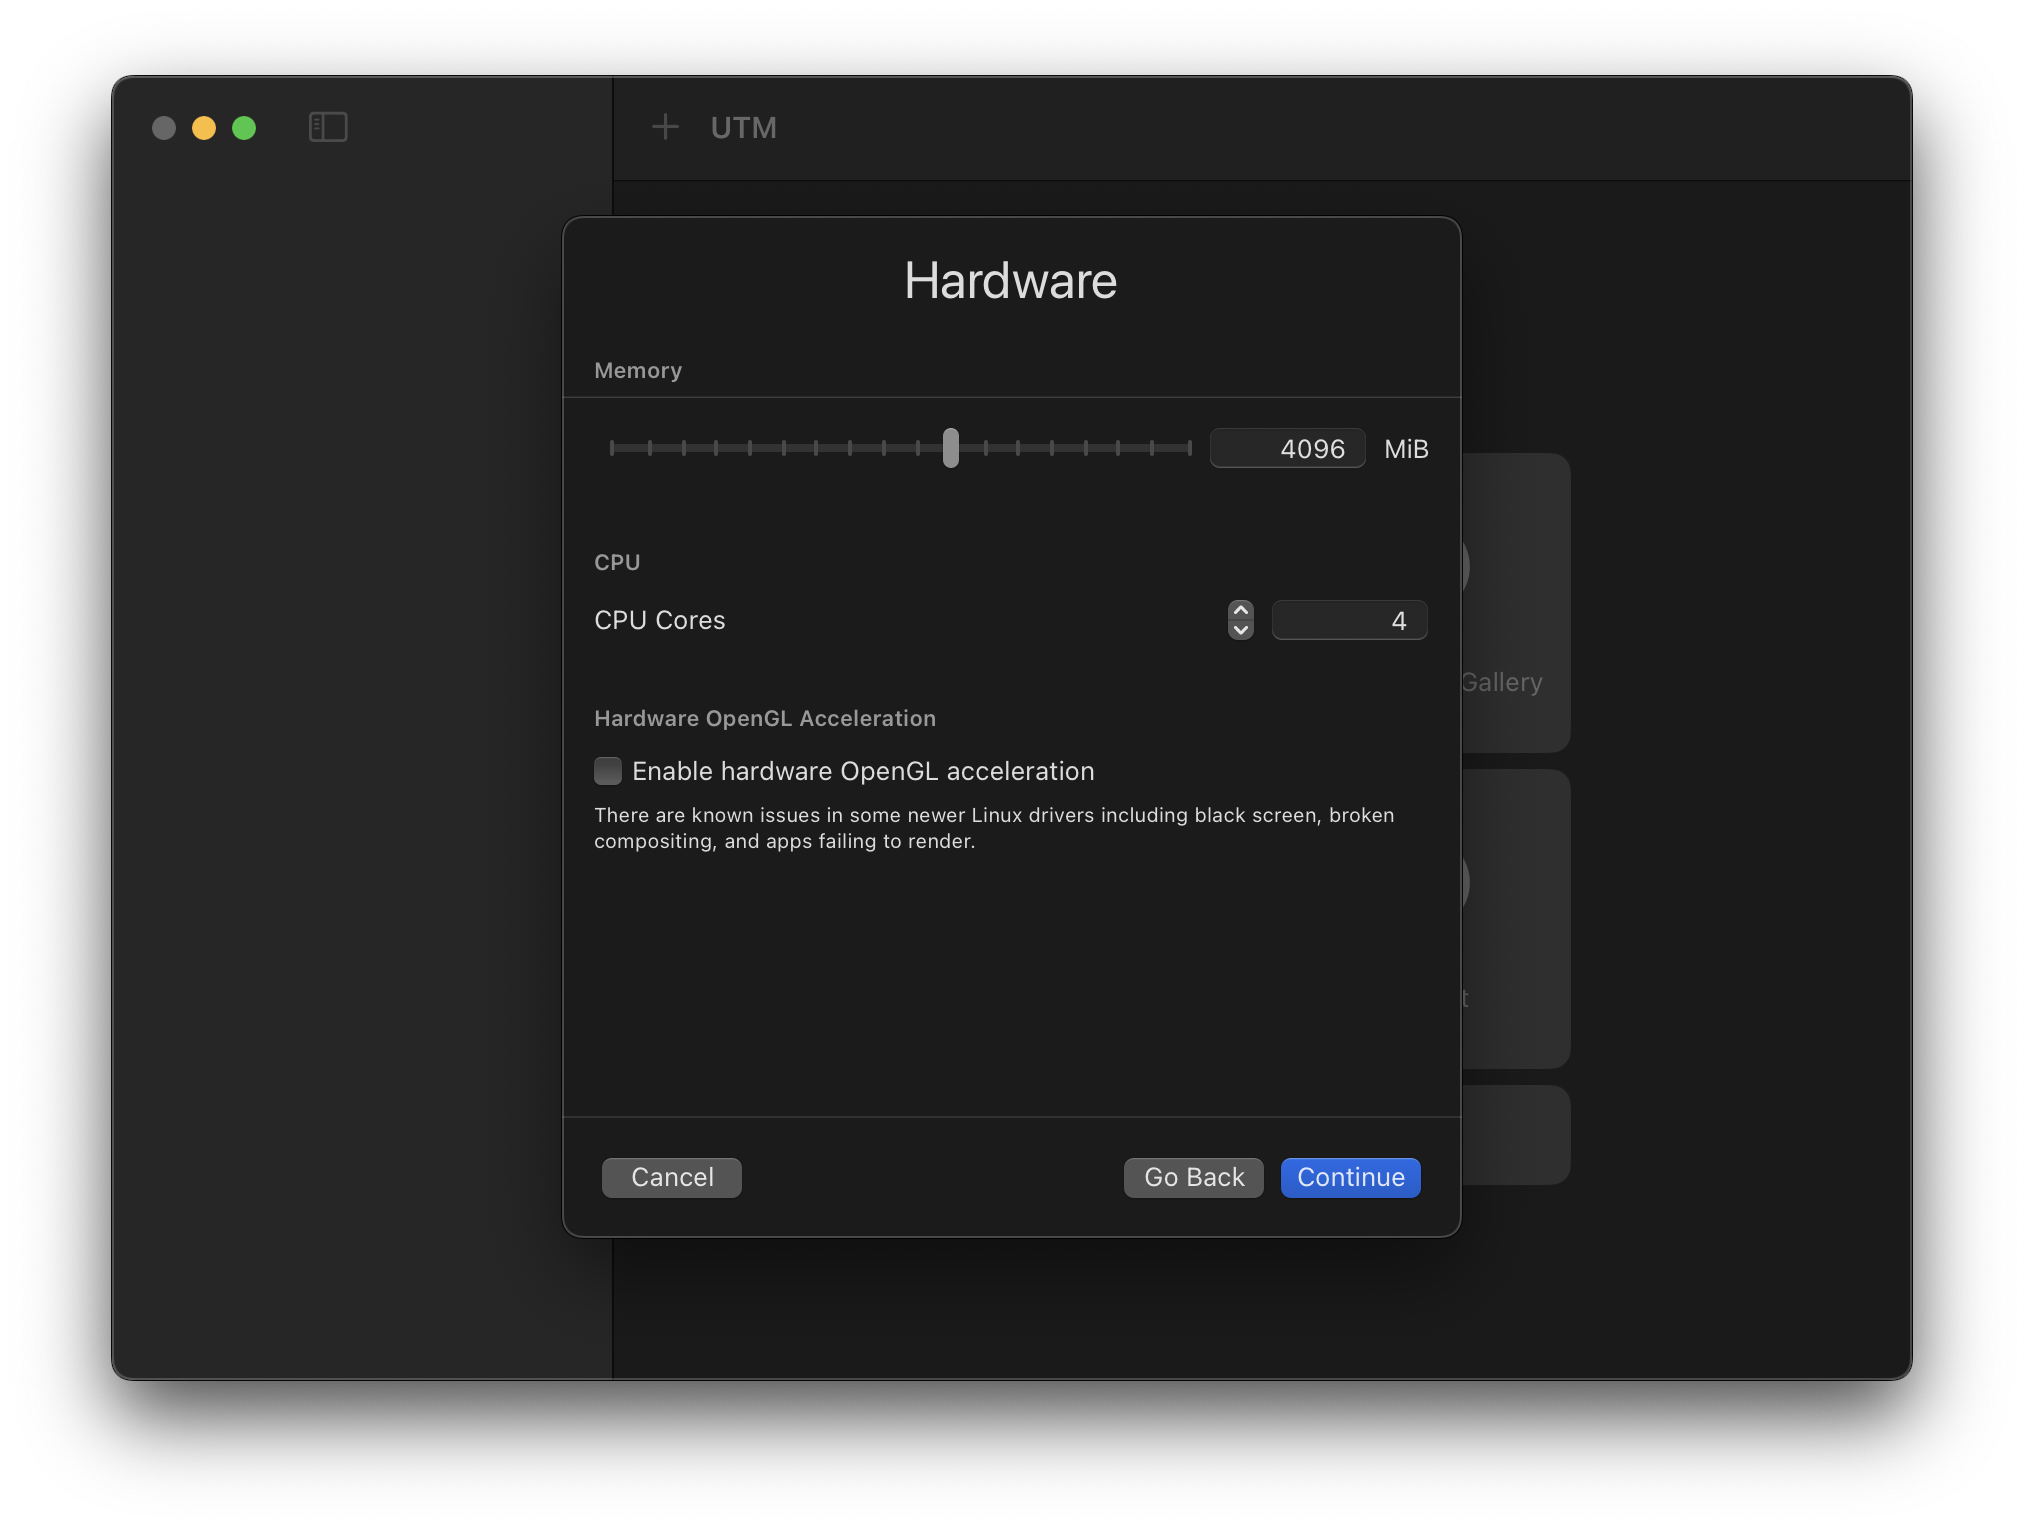 UTM
Hardware
Memory
4096 MiB
CPU
CPU Cores 4
Gallery
Hardware OpenGL Acceleration
Enable hardware OpenGL acceleration
There are known issues in some newer Linux drivers including black screen, broken
compositing, and apps failing to render.
t
Cancel Go Back Continue